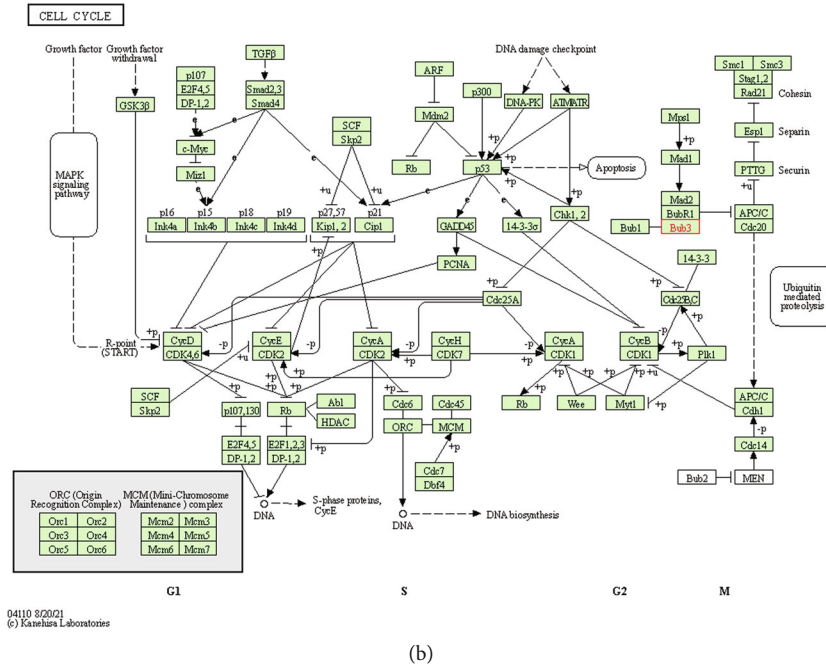 CELL CYCLE
Growth factor
Growth factor
withdrawal
TGFβ
DNA damage checkpoint
Smc1 Smc3
Stag1,2
Rad21
Cohesin
p107
E2F4,5
DP-1,2
Smad2,3
Smad4
ARF
p300
DNA-PK
ATM/ATR
GSK3β
Mdm2
Mps1
Esp1
Separin
c-Myc
SCF
Skp2
+p
+p
+p
e
e
Miz1
Rb
p53
Apoptosis
Mad1
PTTG
Securin
MAPK
signaling
pathway
+u
+u
+p
+p
+p
+u
e
e
e
e
e
Mad2
p16
Ink4a
p15
Ink4b
p18
Ink4c
p19
Ink4d
p27,57
Kip1, 2
p21
Cip1
GADD45
14-3-3σ
Chk1, 2
Bub1
BubR1
Bub3
APC/C
Cdc20
+p
PCNA
14-3-3
+p
+p
Cdc25A
Cdc25B,C
Ubiquitin
mediated
proteolysis
R-point
(START)
+p
+p
CycD
CDK4,6
-p
CycE
CDK2
-p
CycA
CDK2
-p
+p
CycH
CDK7
+p
-p
CycA
CDK1
CycB
CDK1
-p
+p
+p
Plk1
+u
+p
+p
+p
+p
+p
+p
+p
+p
+u
SCF
Skp2
p107,130
Rb
Abl
HDAC
Cdc6
Cdc45
ORC
MCM
Rb
Wee
Myt1
+p
APC/C
Cdh1
-p
E2F4,5
DP-1,2
E2F1,2,3
DP-1,2
+p
+p
Cdc7
Dbf4
Cdc14
Bub2
MEN
ORC (Origin
Recognition Complex)
MCM (Mini-Chromosome
Maintenance ) complex
Orc1 Orc2
Orc3 Orc4
Orc5 Orc6
Mcm2 Mcm3
Mcm4 Mcm5
Mcm6 Mcm7
DNA
S-phase proteins,
CycE
DNA
DNA biosynthesis
G1 S G2 M
04110 8/20/21
(c) Kanehisa Laboratories
(b)